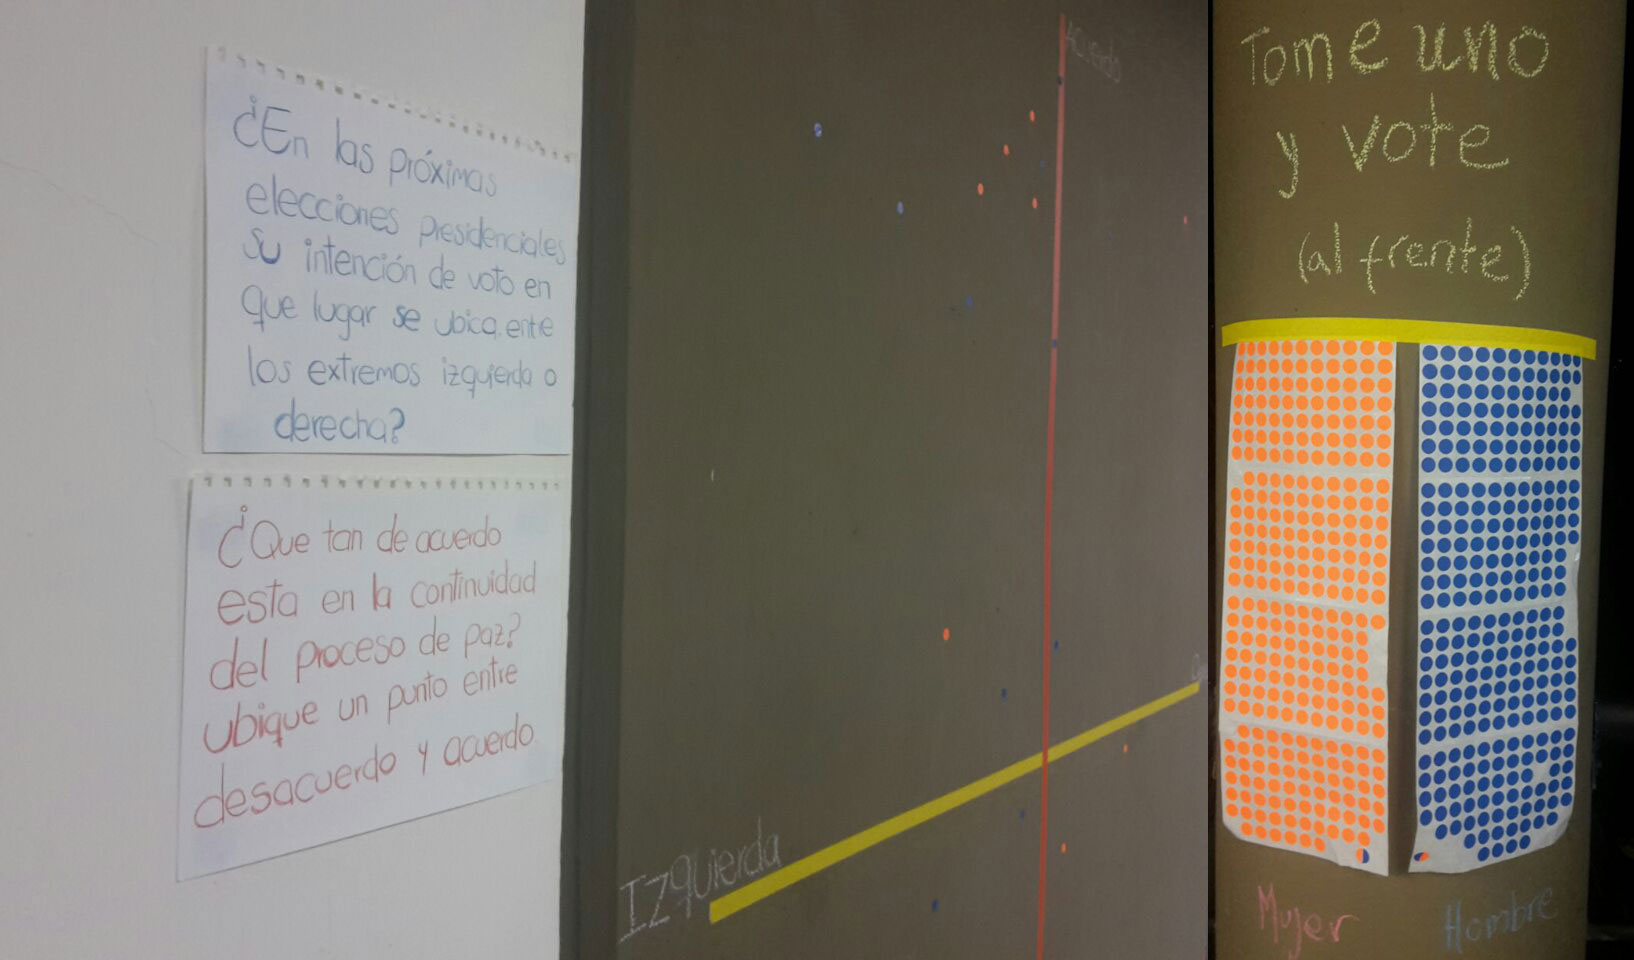 ¿En las próximas
elecciones presidenciales
su intención de voto en
que lugar se ubica, entre
los extremos izquierda o
derecha?
¿Que tan de acuerdo
esta en la continuidad
del proceso de paz?
ubique un punto entre
desacuerdo y acuerdo
Acuerdo
IZquierda
Tome uno
y vote
(al frente)
Mujer
Hombre